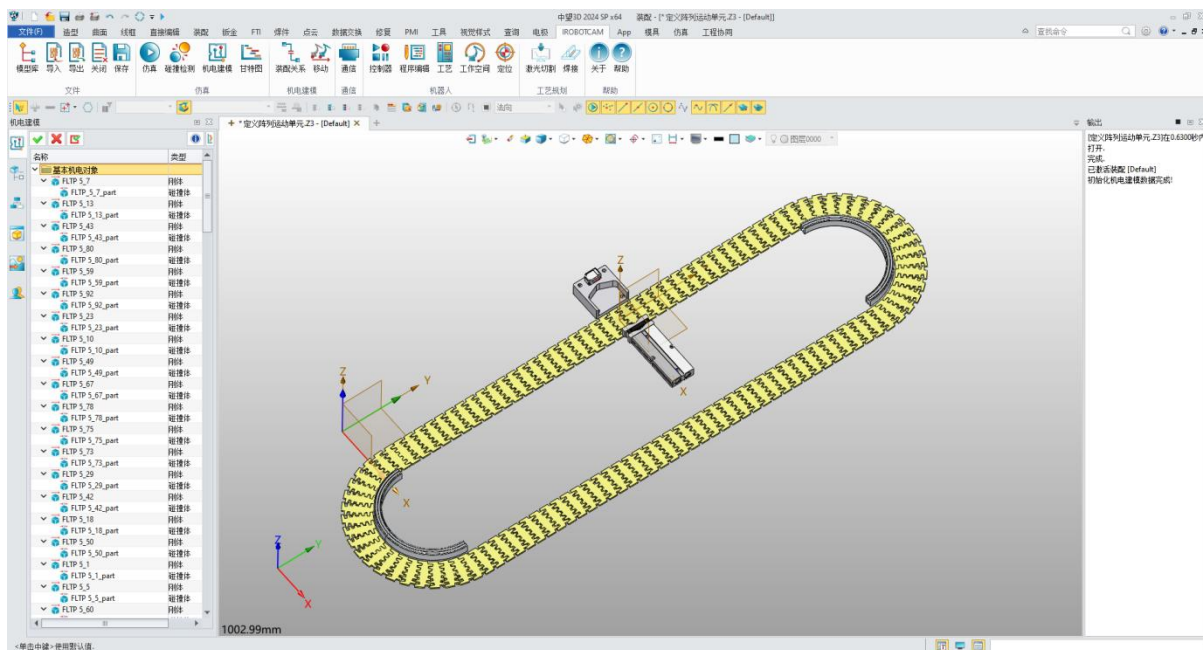 中望3D 2024 SP x64 装配 - [* 定义阵列运动单元.Z3 - [Default]]
文件(F) 造型 曲面 线框 直接编辑 装配 钣金 FTI 焊件 点云 数据交换 修复 PMI 工具 视觉样式 查询 电极 IROBOTCAM App 模具 仿真 工程协同 查找命令
模型库 导入 导出 关闭 保存 仿真 碰撞检测 机电建模 甘特图 装配关系 移动 通信 控制器 程序编辑 工艺 工作空间 定位 激光切割 焊接 关于 帮助
文件 仿真 机电建模 通信 机器人 工艺规划 帮助
法向
机电建模
* 定义阵列运动单元.Z3 - [Default]
输出
图层0000
名称 类型
基本机电对象
FLTP 5_7 刚体
FLTP_5_7_part 碰撞体
FLTP 5_13 刚体
FLTP 5_13_part 碰撞体
FLTP 5_43 刚体
FLTP 5_43_part 碰撞体
FLTP 5_80 刚体
FLTP 5_80_part 碰撞体
FLTP 5_59 刚体
FLTP 5_59_part 碰撞体
FLTP 5_92 刚体
FLTP 5_92_part 碰撞体
FLTP 5_23 刚体
FLTP 5_23_part 碰撞体
FLTP 5_10 刚体
FLTP 5_10_part 碰撞体
FLTP 5_49 刚体
FLTP 5_49_part 碰撞体
FLTP 5_67 刚体
FLTP 5_67_part 碰撞体
FLTP 5_78 刚体
FLTP 5_78_part 碰撞体
FLTP 5_75 刚体
FLTP 5_75_part 碰撞体
FLTP 5_73 刚体
FLTP 5_73_part 碰撞体
FLTP 5_29 刚体
FLTP 5_29_part 碰撞体
FLTP 5_42 刚体
FLTP 5_42_part 碰撞体
FLTP 5_18 刚体
FLTP 5_18_part 碰撞体
FLTP 5_50 刚体
FLTP 5_50_part 碰撞体
FLTP 5_1 刚体
FLTP 5_1_part 碰撞体
FLTP 5_5 刚体
FLTP 5_5_part 碰撞体
FLTP 5_60 刚体
[定义阵列运动单元.Z3]在0.6300秒内
打开.
完成.
已激活装配 [Default]
初始化机电建模数据完成!
Z
X
Z
Y
X
Z
Y
X
1002.99mm
<单击中键>使用默认值.